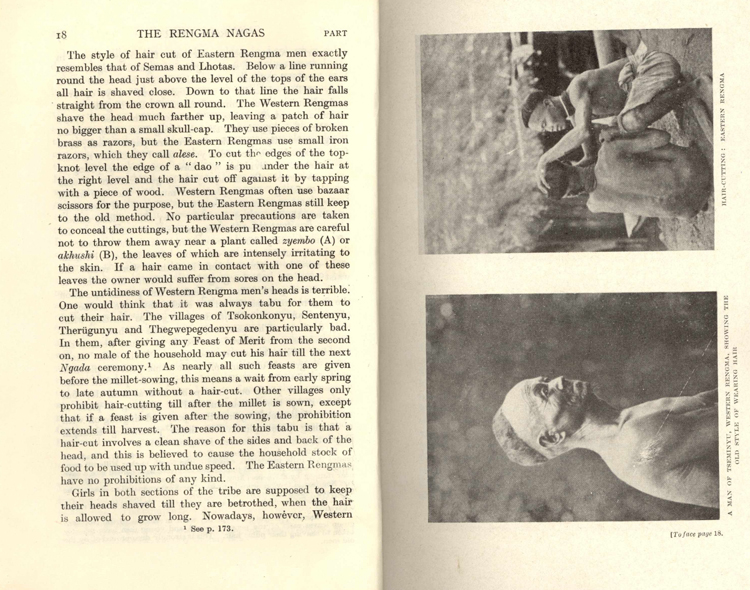 18 THE RENGMA NAGAS PART
The style of hair cut of Eastern Rengma men exactly
resembles that of Semas and Lhotas. Below a line running
round the head just above the level of the tops of the ears
all hair is shaved close. Down to that line the hair falls
straight from the crown all round. The Western Rengmas
shave the head much farther up, leaving a patch of hair
no bigger than a small skull-cap. They use pieces of broken
brass as razors, but the Eastern Rengmas use small iron
razors, which they call alese. To cut the edges of the top-
knot level the edge of a " dao " is pu under the hair at
the right level and the hair cut off against it by tapping
with a piece of wood. Western Rengmas often use bazaar
scissors for the purpose, but the Eastern Rengmas still keep
to the old method. No particular precautions are taken
to conceal the cuttings, but the Western Rengmas are careful
not to throw them away near a plant called zyembo (A) or
akhushi (B), the leaves of which are intensely irritating to
the skin. If a hair came in contact with one of these
leaves the owner would suffer from sores on the head.
The untidiness of Western Rengma men's heads is terrible.
One would think that it was always tabu for them to
cut their hair. The villages of Tsokonkonyu, Sentenyu,
Therügunyu and Thegwepegedenyu are particularly bad.
In them, after giving any Feast of Merit from the second
on, no male of the household may cut his hair till the next
Ngada ceremony.¹ As nearly all such feasts are given
before the millet-sowing, this means a wait from early spring
to late autumn without a hair-cut. Other villages only
prohibit hair-cutting till after the millet is sown, except
that if a feast is given after the sowing, the prohibition
extends till harvest. The reason for this tabu is that a
hair-cut involves a clean shave of the sides and back of the
head, and this is believed to cause the household stock of
food to be used up with undue speed. The Eastern Rengmas
have no prohibitions of any kind.
Girls in both sections of the tribe are supposed to keep
their heads shaved till they are betrothed, when the hair
is allowed to grow long. Nowadays, however, Western
¹ See p. 173.
HAIR-CUTTING : EASTERN RENGMA
A MAN OF TSEMINYU, WESTERN RENGMA, SHOWING THE
OLD STYLE OF WEARING HAIR
[To face page 18.